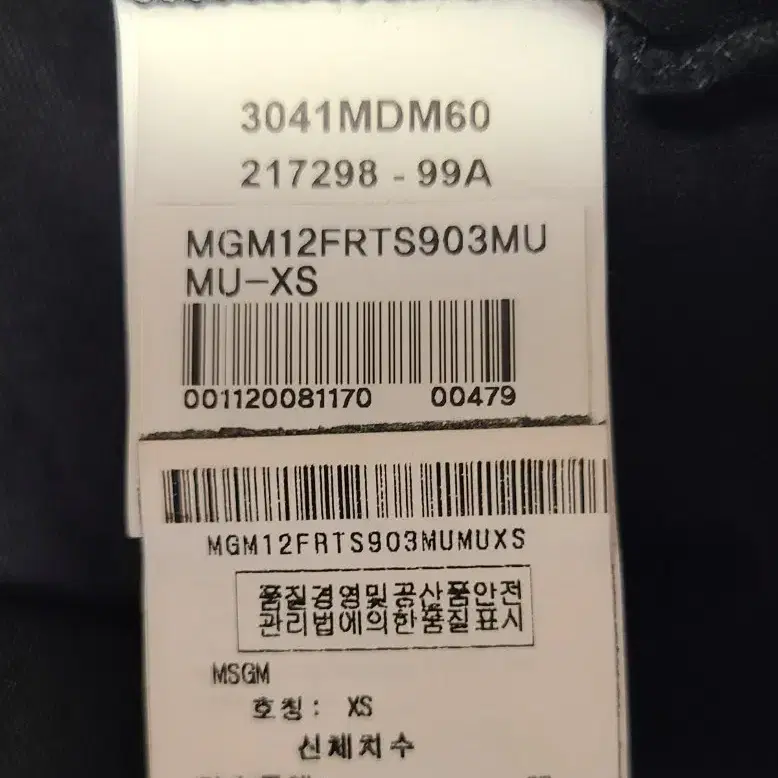 3041MDM60
217298 - 99A
MGM12FRTS903MU
MU-XS
001120081170 00479
MGM12FRTS903MUMUXS
품질경영및공산품안전
관리법에의한품질표시
MSGM
호칭: XS
신체치수